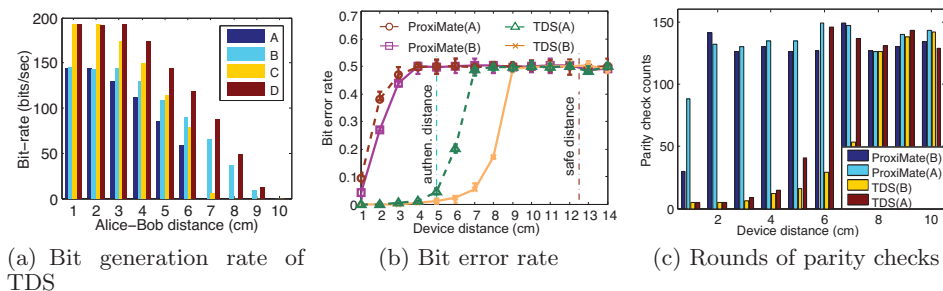 200
150
100
50
0
Bit−rate (bits/sec)
A
B
C
D
1 2 3 4 5 6 7 8 9 10
Alice−Bob distance (cm)
(a) Bit generation rate of
TDS
0.8
0.7
0.6
0.5
0.4
0.3
0.2
0.1
0
Bit error rate
ProxiMate(A)
ProxiMate(B)
TDS(A)
TDS(B)
authen. distance
safe distance
1 2 3 4 5 6 7 8 9 10 11 12 13 14
Device distance (cm)
(b) Bit error rate
150
100
50
0
Parity check counts
ProxiMate(B)
ProxiMate(A)
TDS(B)
TDS(A)
2 4 6 8 10
Device distance (cm)
(c) Rounds of parity checks